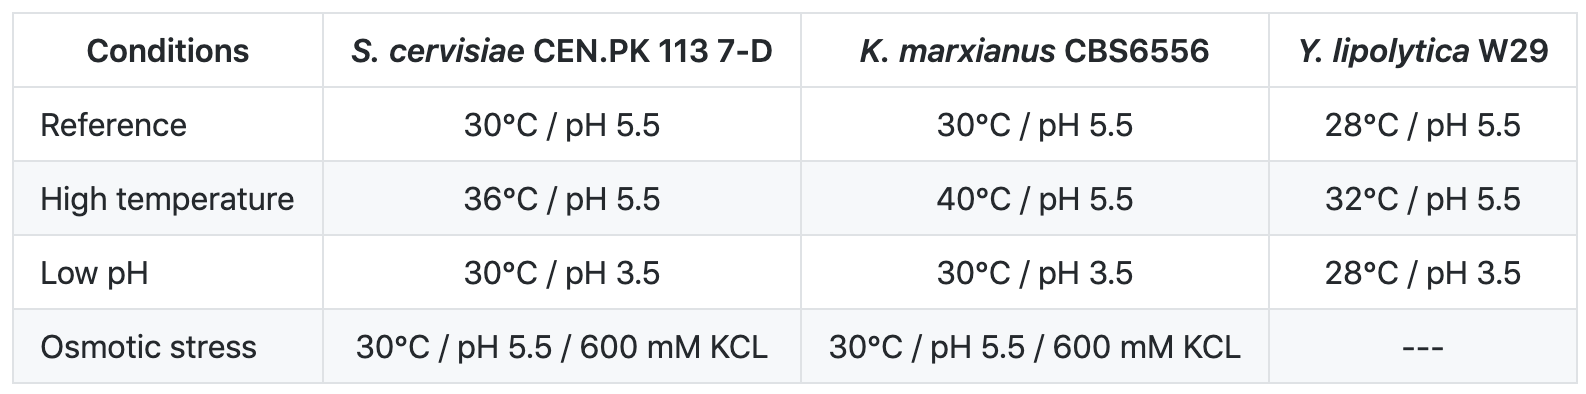 Conditions S. cervisiae CEN.PK 113 7-D K. marxianus CBS6556 Y. lipolytica W29
Reference 30°C / pH 5.5 30°C / pH 5.5 28°C / pH 5.5
High temperature 36°C / pH 5.5 40°C / pH 5.5 32°C / pH 5.5
Low pH 30°C / pH 3.5 30°C / pH 3.5 28°C / pH 3.5
Osmotic stress 30°C / pH 5.5 / 600 mM KCL 30°C / pH 5.5 / 600 mM KCL ---